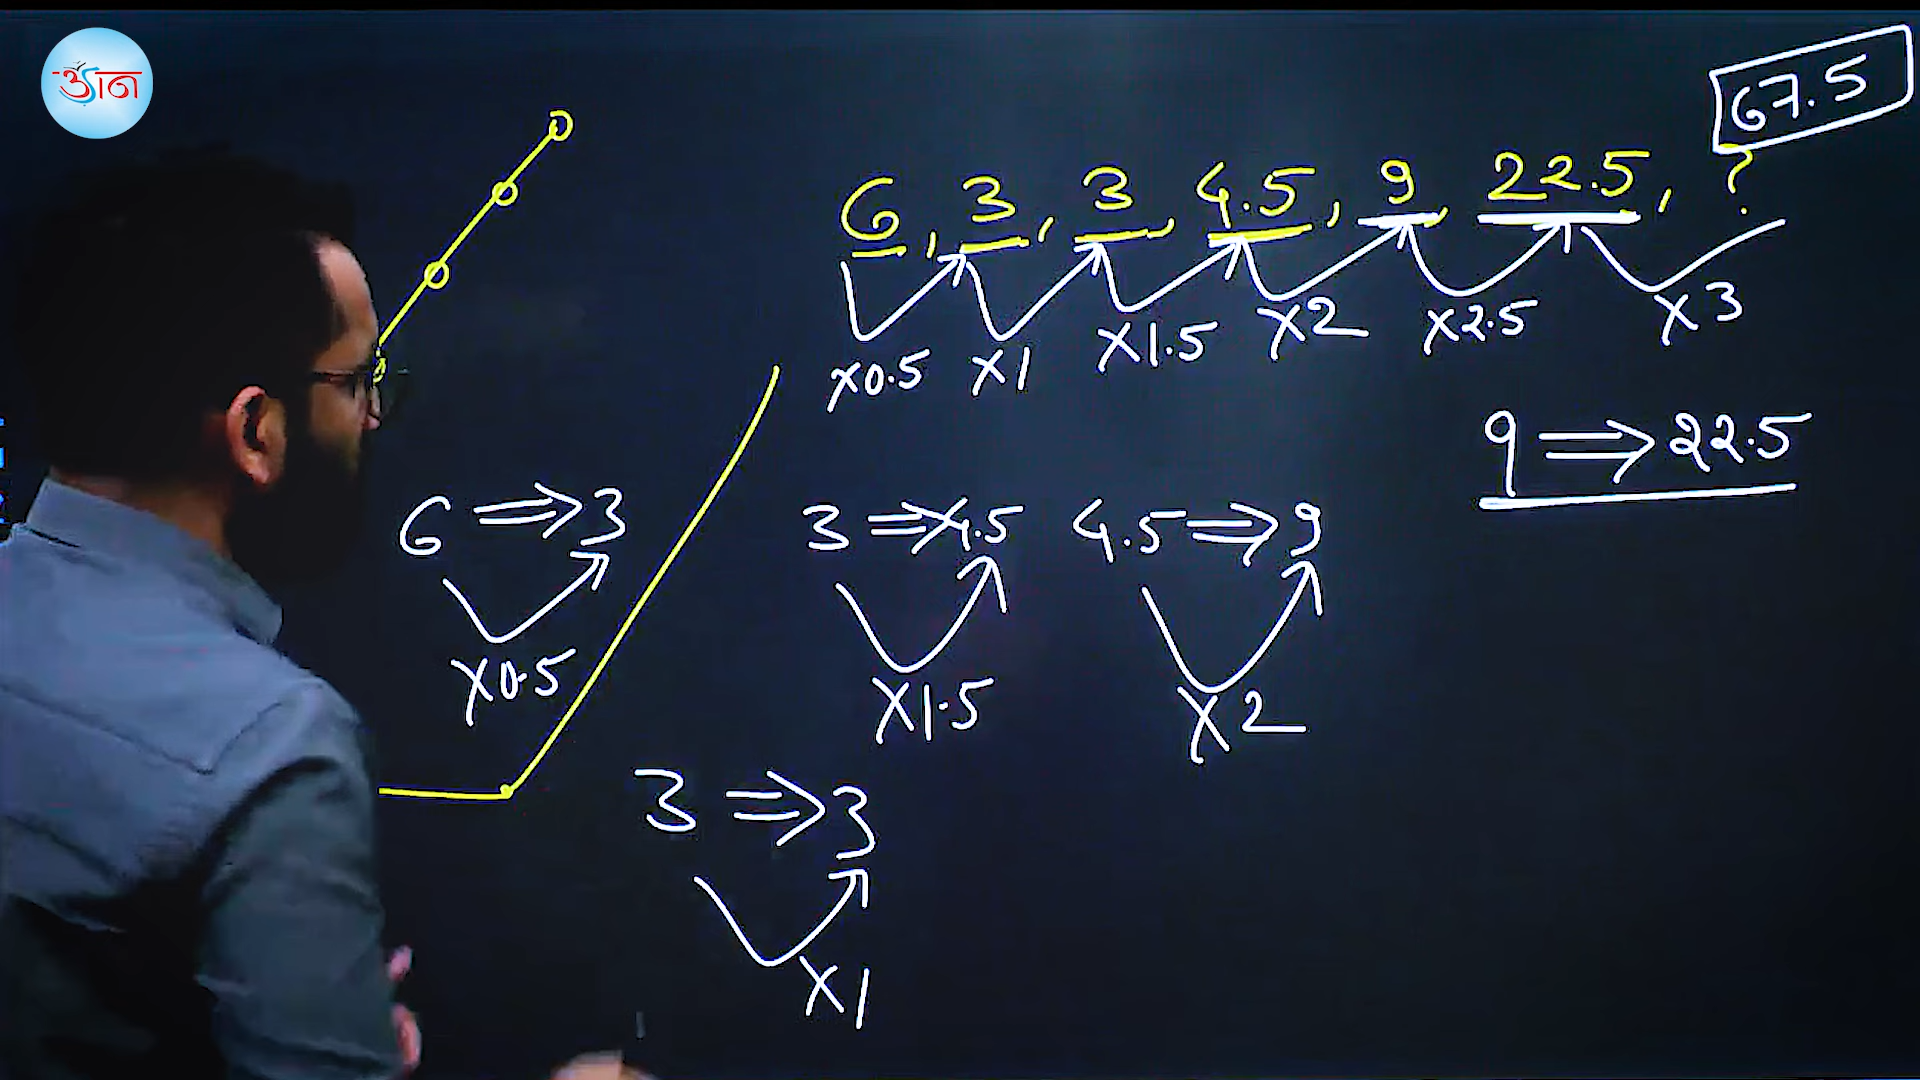 ज्ञान
67.5
6, 3, 3, 4.5, 9, 22.5, ?
x0.5 x1 x1.5 x2 x2.5 x3
9 ⇒ 22.5
6 ⇒ 3
x0.5
3 ⇒ 4.5
x1.5
4.5 ⇒ 9
x2
3 ⇒ 3
x1